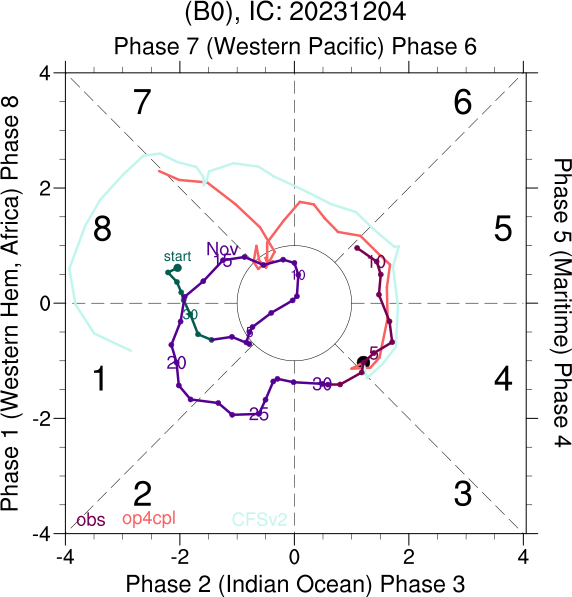 (B0), IC: 20231204
Phase 7 (Western Pacific) Phase 6
Phase 1 (Western Hem, Africa) Phase 8
Phase 5 (Maritime) Phase 4
4
2
0
-2
-4
7
6
8
5
1
4
2
3
start
Nov
15
10
10
30
5
5
20
30
25
obs
op4cpl
CFSv2
-4
-2
0
2
4
Phase 2 (Indian Ocean) Phase 3